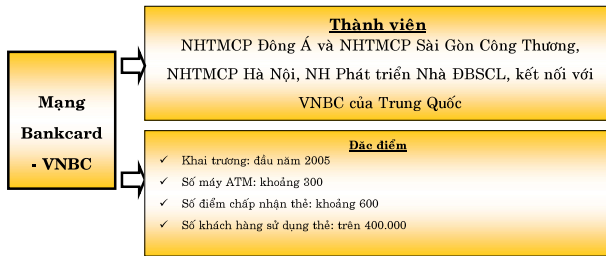 Mạng
Bankcard
- VNBC
Thành viên
NHTMCP Đông Á và NHTMCP Sài Gòn Công Thương,
NHTMCP Hà Nội, NH Phát triển Nhà ĐBSCL, kết nối với
VNBC của Trung Quốc
Đặc điểm
✓ Khai trương: đầu năm 2005
✓ Số máy ATM: khoảng 300
✓ Số điểm chấp nhận thẻ: khoảng 600
✓ Số khách hàng sử dụng thẻ: trên 400.000